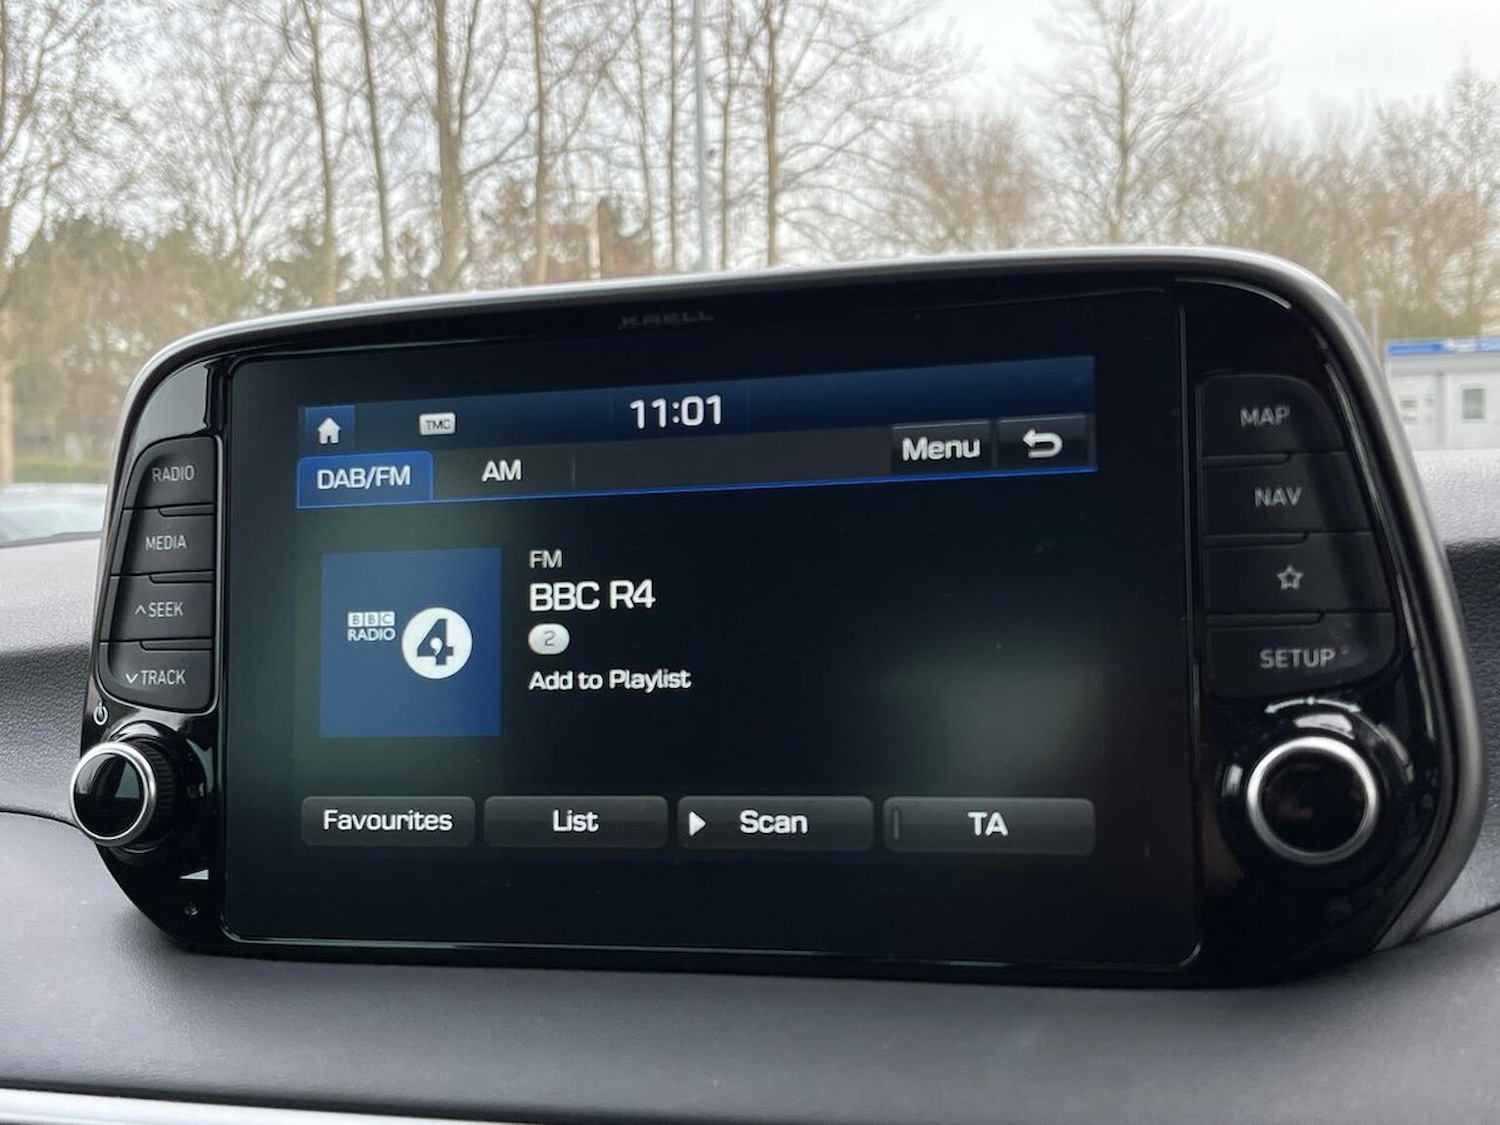 KRELL
TMC
11:01
DAB/FM
AM
Menu
RADIO
MEDIA
SEEK
TRACK
BBC
RADIO
4
FM
BBC R4
2
Add to Playlist
Favourites
List
Scan
TA
MAP
NAV
SETUP